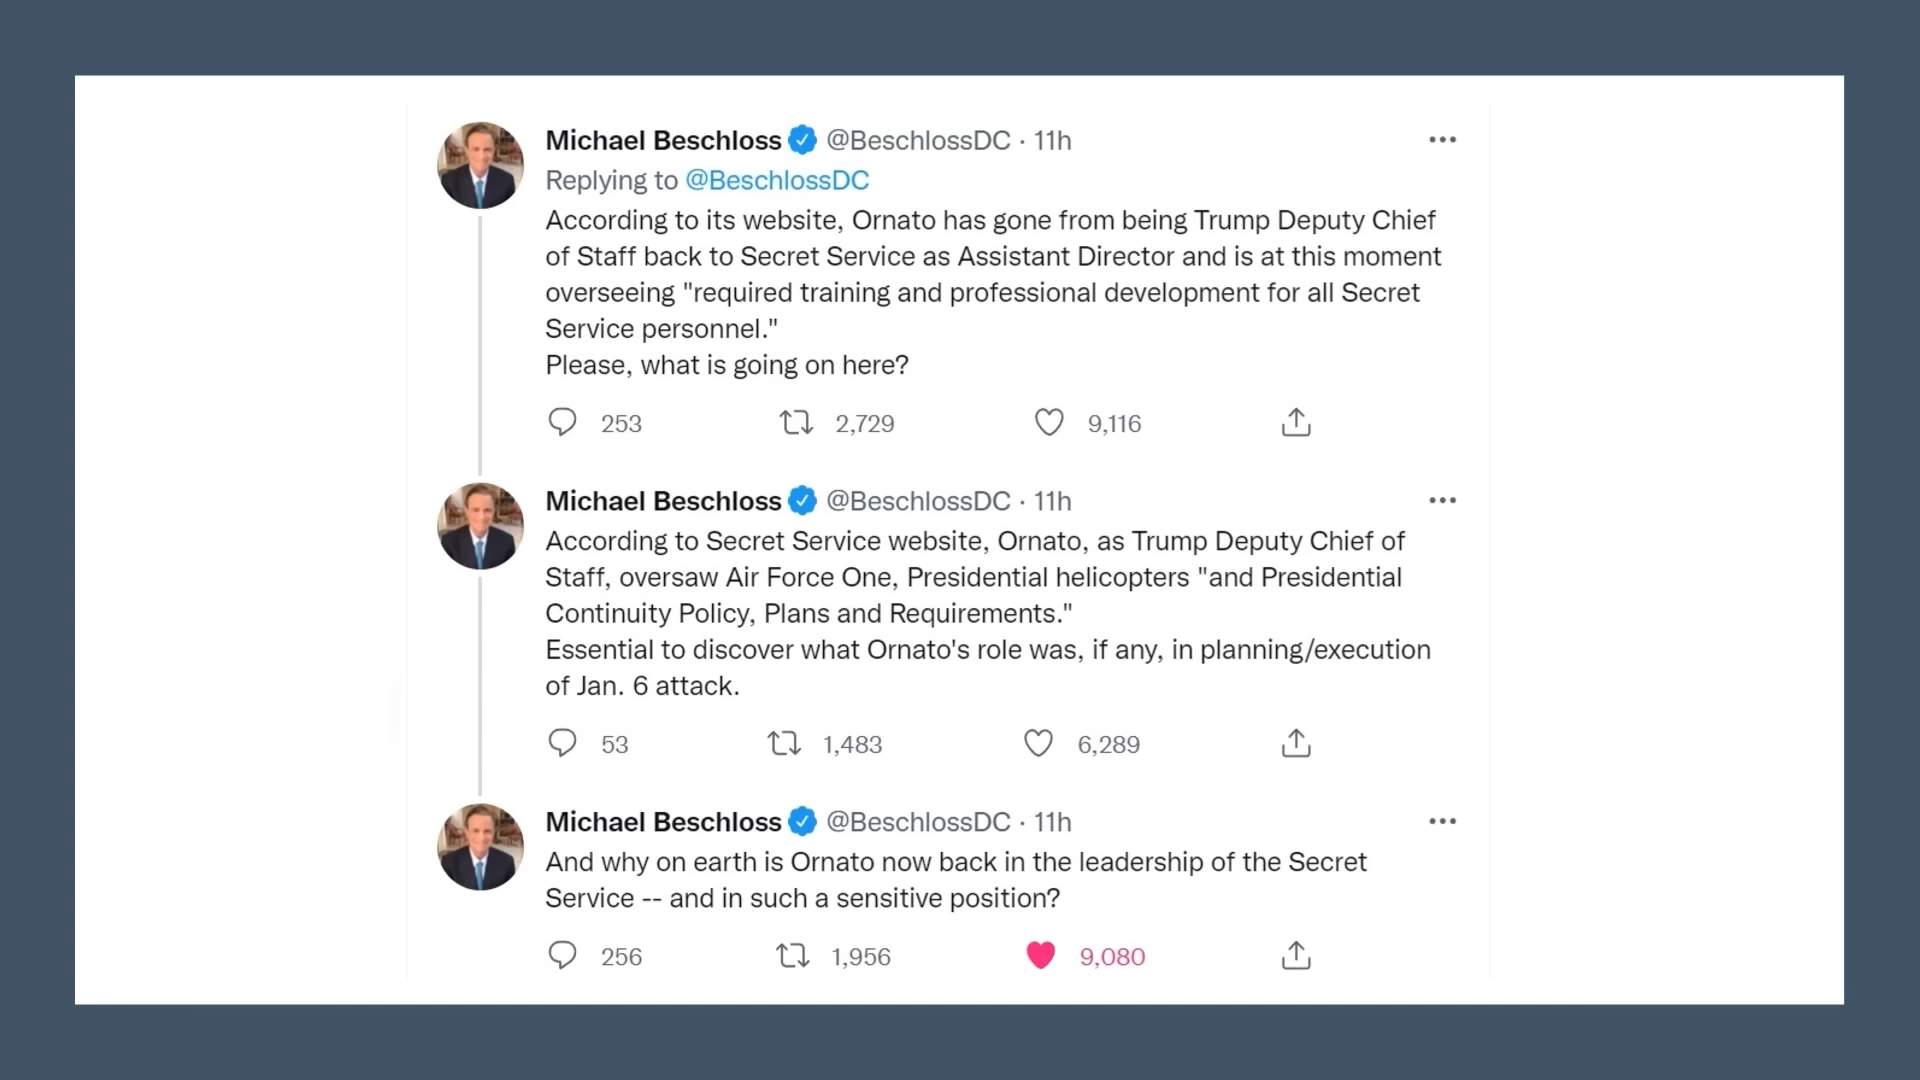 Michael Beschloss @BeschlossDC · 11h
Replying to @BeschlossDC
According to its website, Ornato has gone from being Trump Deputy Chief
of Staff back to Secret Service as Assistant Director and is at this moment
overseeing "required training and professional development for all Secret
Service personnel."
Please, what is going on here?
253 2,729 9,116
Michael Beschloss @BeschlossDC · 11h
According to Secret Service website, Ornato, as Trump Deputy Chief of
Staff, oversaw Air Force One, Presidential helicopters "and Presidential
Continuity Policy, Plans and Requirements."
Essential to discover what Ornato's role was, if any, in planning/execution
of Jan. 6 attack.
53 1,483 6,289
Michael Beschloss @BeschlossDC · 11h
And why on earth is Ornato now back in the leadership of the Secret
Service -- and in such a sensitive position?
256 1,956 9,080